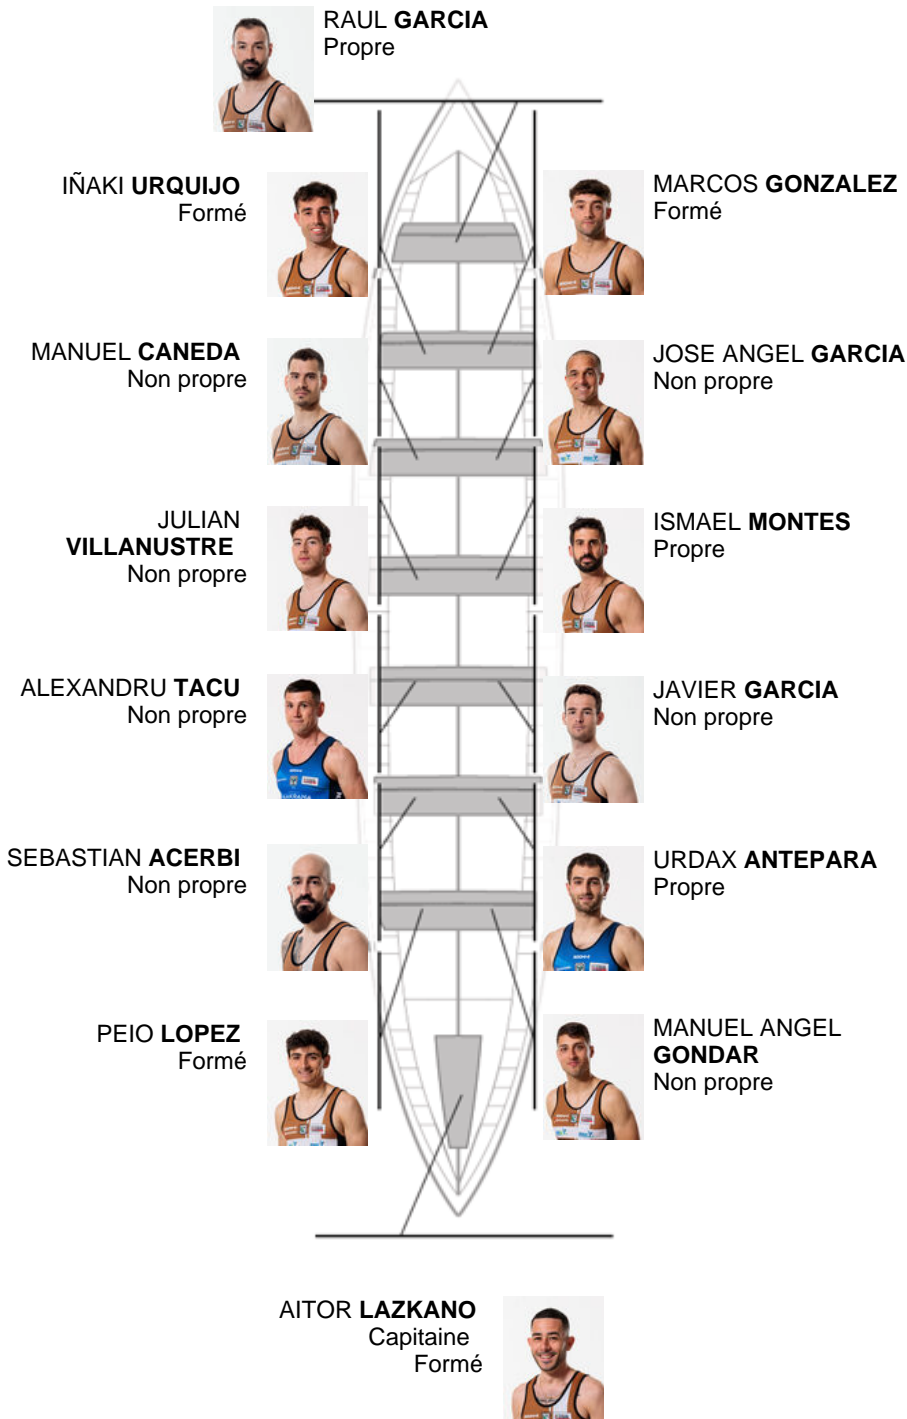 RAUL GARCIA
Propre
IÑAKI URQUIJO
Formé
MARCOS GONZALEZ
Formé
MANUEL CANEDA
Non propre
JOSE ANGEL GARCIA
Non propre
JULIAN
VILLANUSTRE
Non propre
ISMAEL MONTES
Propre
ALEXANDRU TACU
Non propre
JAVIER GARCIA
Non propre
SEBASTIAN ACERBI
Non propre
URDAX ANTEPARA
Propre
PEIO LOPEZ
Formé
MANUEL ANGEL
GONDAR
Non propre
AITOR LAZKANO
Capitaine
Formé